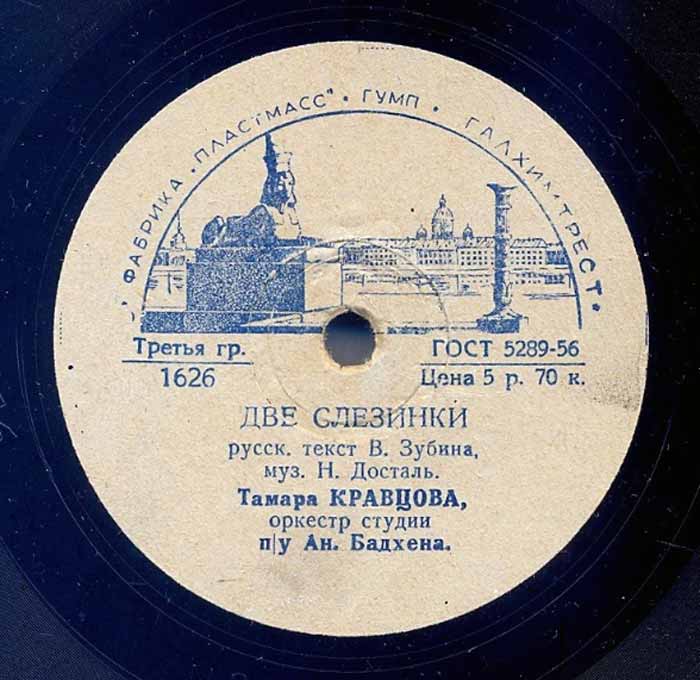 ФАБРИКА „ПЛАСТМАСС" • ГУМП • ГАЛХИМТРЕСТ •
Третья гр.
1626
ГОСТ 5289-56
Цена 5 р. 70 к.
ДВЕ СЛЕЗИНКИ
русск. текст В. Зубина,
муз. Н. Досталь.
Тамара КРАВЦОВА,
оркестр студии
п/у Ан. Бадхена.